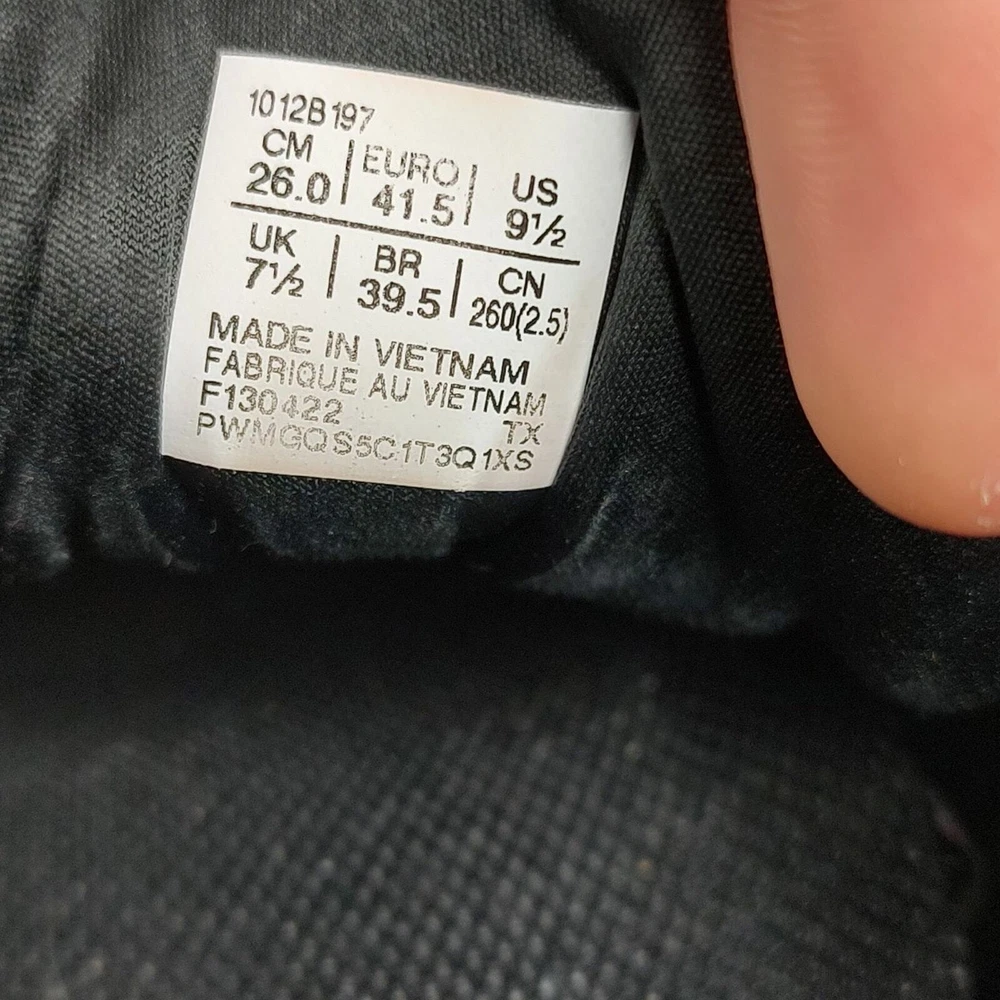 1012B197
CM | EURO | US
26.0 | 41.5 | 9½
UK | BR | CN
7½ | 39.5 | 260(2.5)
MADE IN VIETNAM
FABRIQUE AU VIETNAM
F130422 TX
PWMGQS5C1T3Q1XS